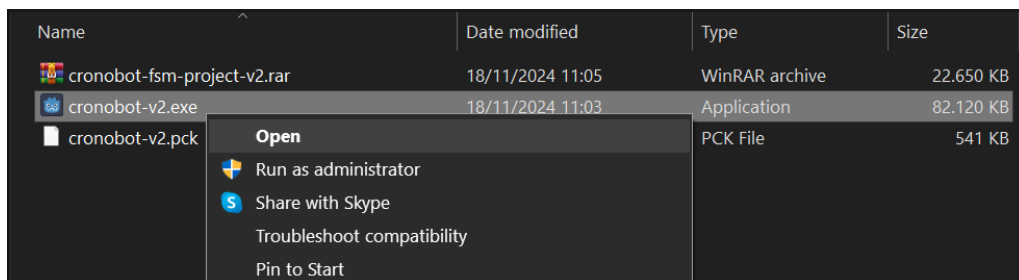 Name Date modified Type Size
cronobot-fsm-project-v2.rar 18/11/2024 11:05 WinRAR archive 22.650 KB
cronobot-v2.exe 18/11/2024 11:03 Application 82.120 KB
cronobot-v2.pck PCK File 541 KB
Open
Run as administrator
Share with Skype
Troubleshoot compatibility
Pin to Start